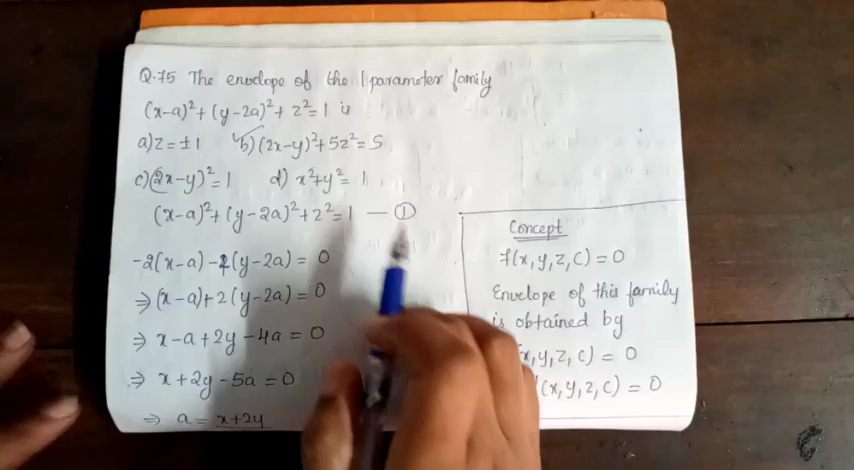 Q.75 The envelope of the 1 parameter family
(x-a)²+(y-2a)²+z²=1 is
a) z=±1 b) (2x-y)²+5z²=5
c) (2x-y)²=1 d) x²+y²=1
(x-a)²+(y-2a)²+z²=1 — ①
-2(x-a)-4(y-2a)=0
⇒ (x-a)+2(y-2a)=0
⇒ x-a+2y-4a=0
⇒ x+2y-5a=0
⇒ a=x+2y
Concept
f(x,y,z,c)=0
Envelope of this family
is obtained by
x,y,z,c)=0
(x,y,z,c)=0